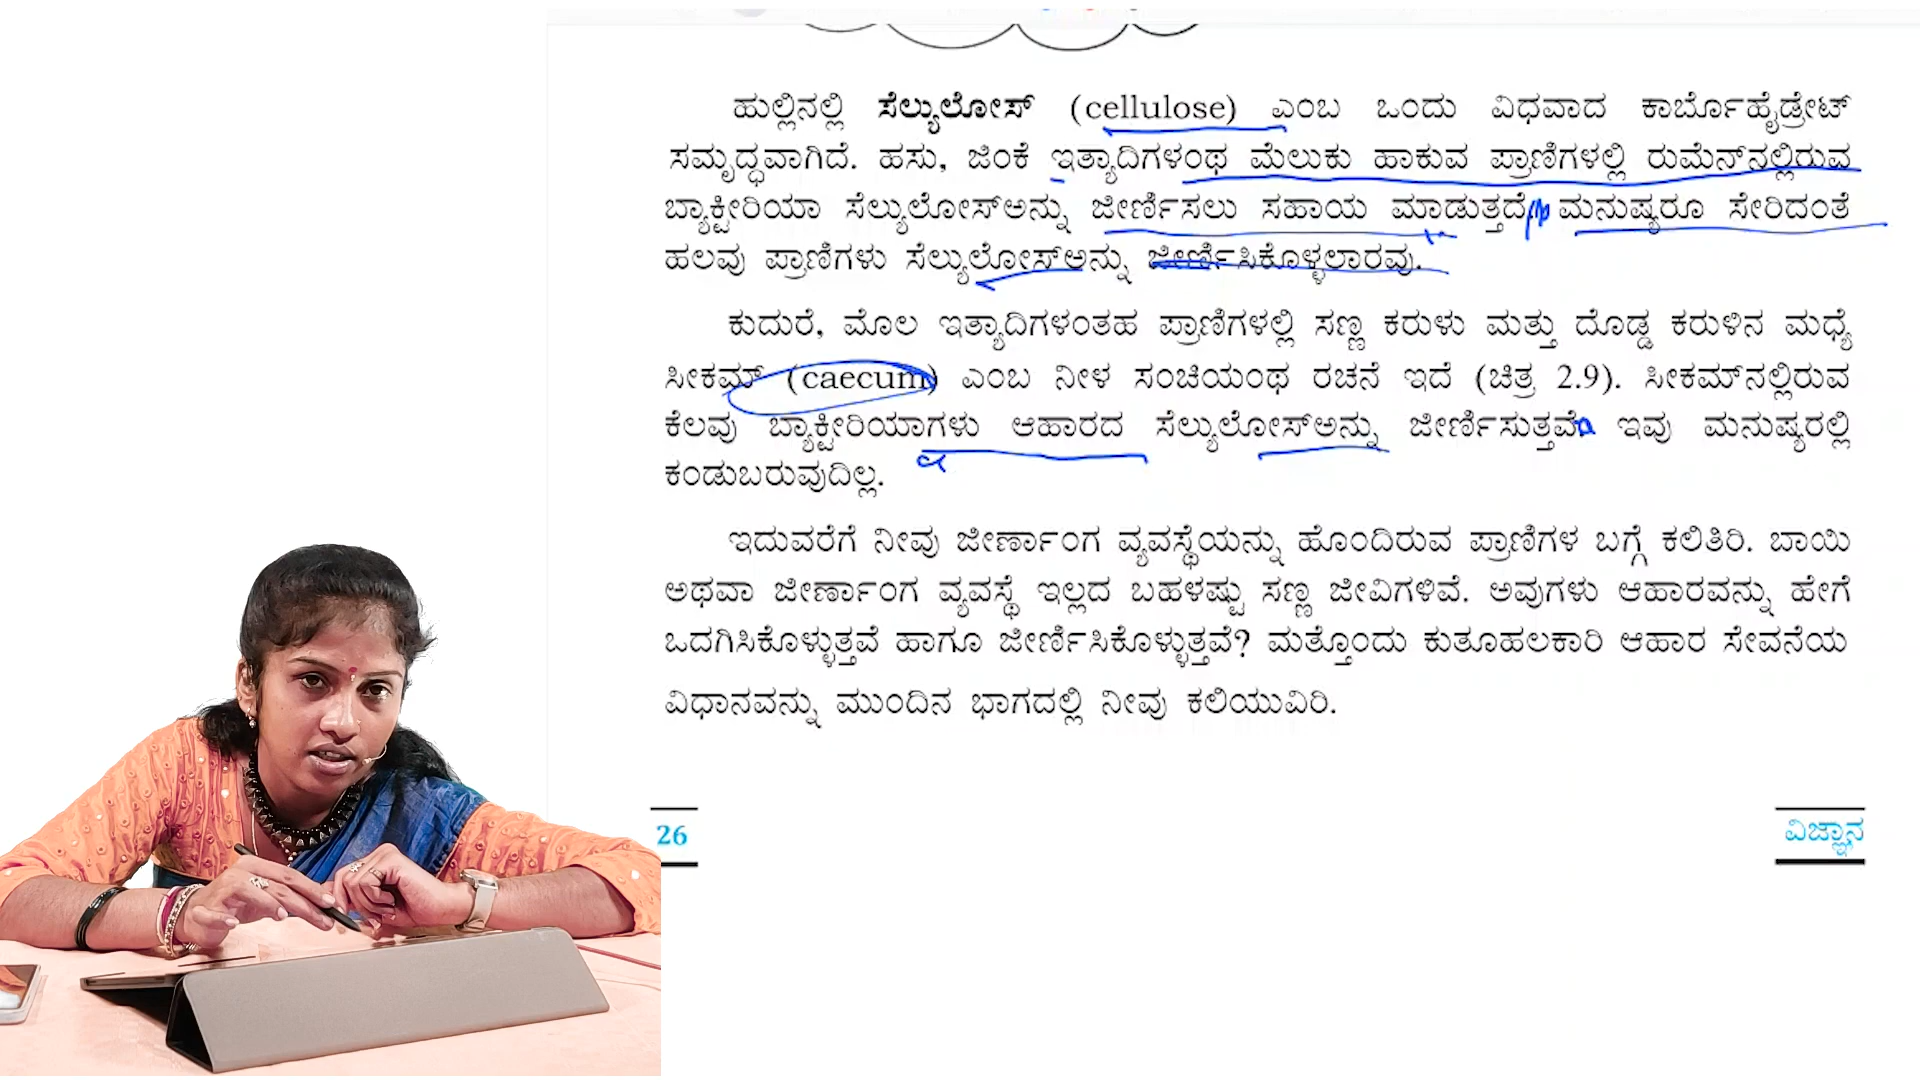 ಹುಲ್ಲಿನಲ್ಲಿ ಸೆಲ್ಯುಲೋಸ್ (cellulose) ಎಂಬ ಒಂದು ವಿಧವಾದ ಕಾರ್ಬೊಹೈಡ್ರೇಟ್
ಸಮೃದ್ಧವಾಗಿದೆ. ಹಸು, ಜಿಂಕೆ ಇತ್ಯಾದಿಗಳಂಥ ಮೆಲುಕು ಹಾಕುವ ಪ್ರಾಣಿಗಳಲ್ಲಿ ರುಮೆನ್‌ನಲ್ಲಿರುವ
ಬ್ಯಾಕ್ಟೀರಿಯಾ ಸೆಲ್ಯುಲೋಸ್‌ಅನ್ನು ಜೀರ್ಣಿಸಲು ಸಹಾಯ ಮಾಡುತ್ತದೆ. ಮನುಷ್ಯರೂ ಸೇರಿದಂತೆ
ಹಲವು ಪ್ರಾಣಿಗಳು ಸೆಲ್ಯುಲೋಸ್‌ಅನ್ನು ಜೀರ್ಣಿಸಿಕೊಳ್ಳಲಾರವು.
ಕುದುರೆ, ಮೊಲ ಇತ್ಯಾದಿಗಳಂತಹ ಪ್ರಾಣಿಗಳಲ್ಲಿ ಸಣ್ಣ ಕರುಳು ಮತ್ತು ದೊಡ್ಡ ಕರುಳಿನ ಮಧ್ಯೆ
ಸೀಕಮ್ (caecum) ಎಂಬ ನೀಳ ಸಂಚಿಯಂಥ ರಚನೆ ಇದೆ (ಚಿತ್ರ 2.9). ಸೀಕಮ್‌ನಲ್ಲಿರುವ
ಕೆಲವು ಬ್ಯಾಕ್ಟೀರಿಯಾಗಳು ಆಹಾರದ ಸೆಲ್ಯುಲೋಸ್‌ಅನ್ನು ಜೀರ್ಣಿಸುತ್ತವೆ. ಇವು ಮನುಷ್ಯರಲ್ಲಿ
ಕಂಡುಬರುವುದಿಲ್ಲ.
ಇದುವರೆಗೆ ನೀವು ಜೀರ್ಣಾಂಗ ವ್ಯವಸ್ಥೆಯನ್ನು ಹೊಂದಿರುವ ಪ್ರಾಣಿಗಳ ಬಗ್ಗೆ ಕಲಿತಿರಿ. ಬಾಯಿ
ಅಥವಾ ಜೀರ್ಣಾಂಗ ವ್ಯವಸ್ಥೆ ಇಲ್ಲದ ಬಹಳಷ್ಟು ಸಣ್ಣ ಜೀವಿಗಳಿವೆ. ಅವುಗಳು ಆಹಾರವನ್ನು ಹೇಗೆ
ಒದಗಿಸಿಕೊಳ್ಳುತ್ತವೆ ಹಾಗೂ ಜೀರ್ಣಿಸಿಕೊಳ್ಳುತ್ತವೆ? ಮತ್ತೊಂದು ಕುತೂಹಲಕಾರಿ ಆಹಾರ ಸೇವನೆಯ
ವಿಧಾನವನ್ನು ಮುಂದಿನ ಭಾಗದಲ್ಲಿ ನೀವು ಕಲಿಯುವಿರಿ.
26
ವಿಜ್ಞಾನ